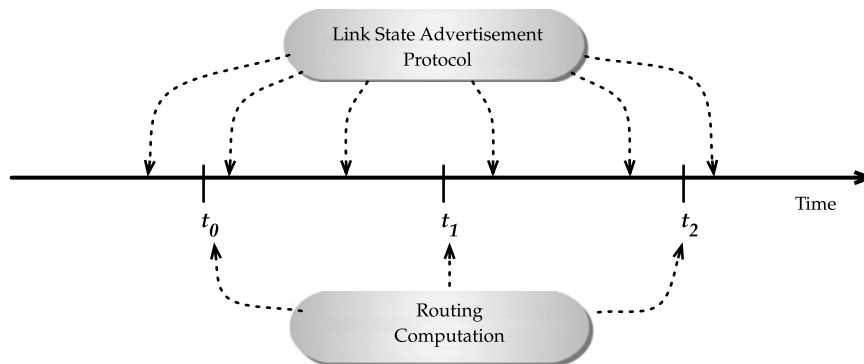 Link State Advertisement
Protocol
Time
t0
t1
t2
Routing
Computation